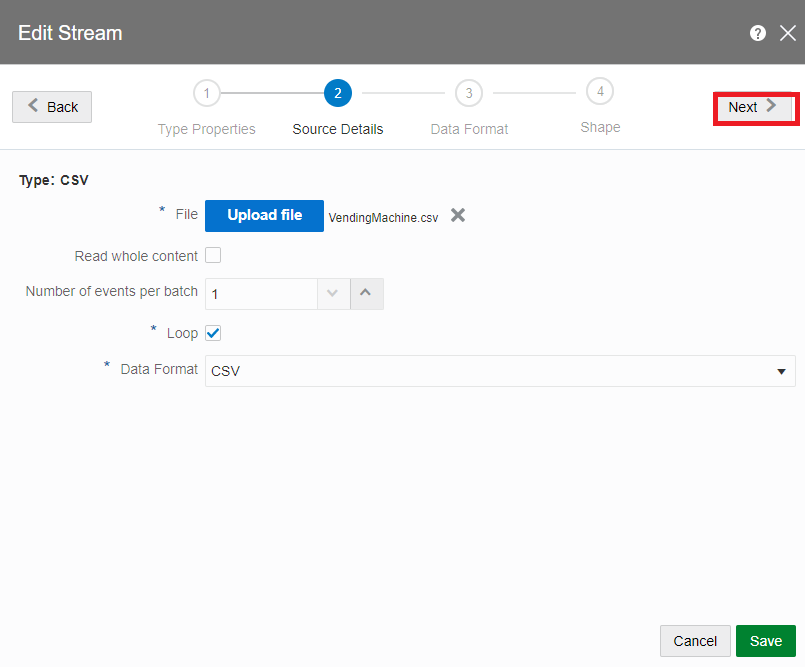 Edit Stream
?
Back
1
2
3
4
Next
Type Properties
Source Details
Data Format
Shape
Type: CSV
* File
Upload file
VendingMachine.csv
Read whole content
Number of events per batch
1
* Loop
* Data Format
CSV
Cancel
Save